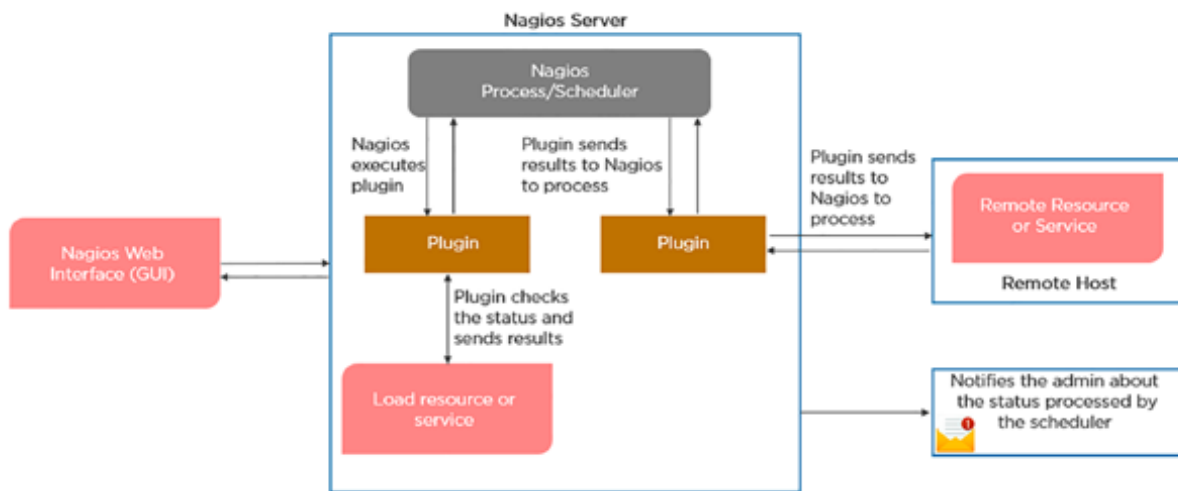 Nagios Server
Nagios
Process/Scheduler
Nagios
executes
plugin
Plugin sends
results to Nagios
to process
Plugin sends
results to
Nagios to
process
Remote Resource
or Service
Remote Host
Nagios Web
Interface (GUI)
Plugin
Plugin
Plugin checks
the status and
sends results
Load resource or
service
Notifies the admin about
the status processed by
the scheduler
1